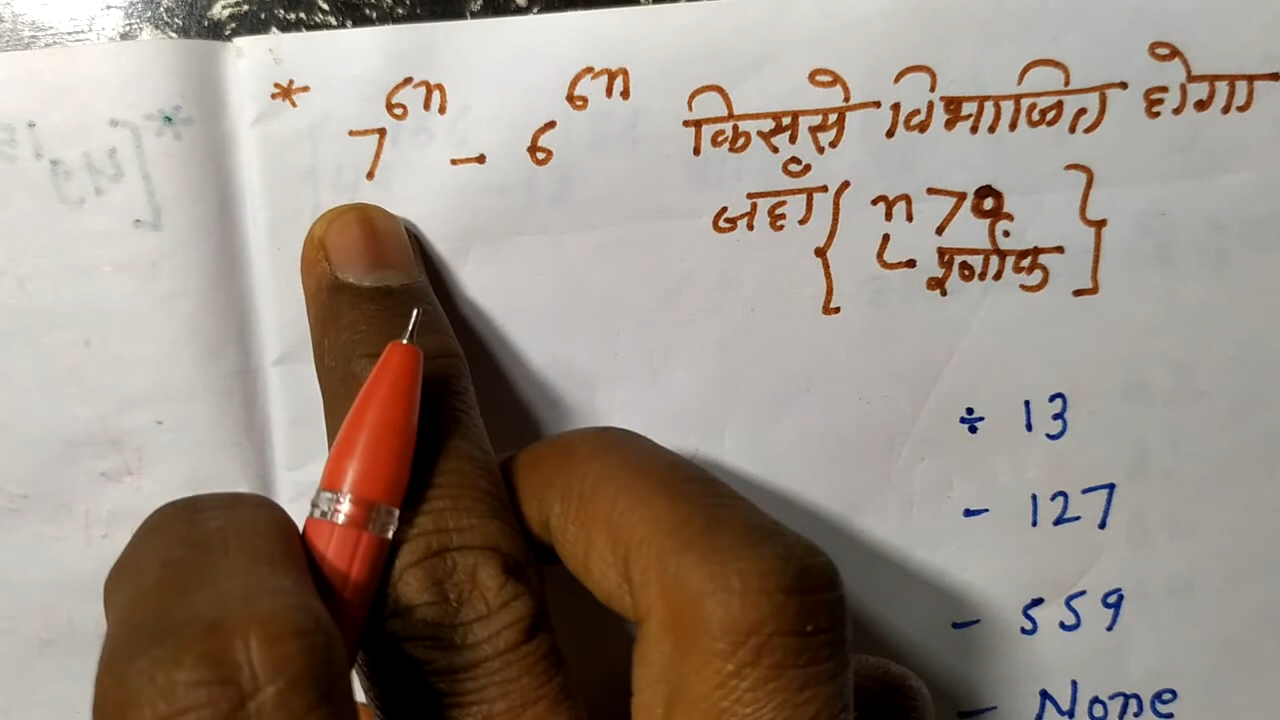 * 7^6n - 6^6n किससे विभाजित होगा
जहाँ { n > 0
पूर्णांक }
÷ 13
- 127
- 559
- None